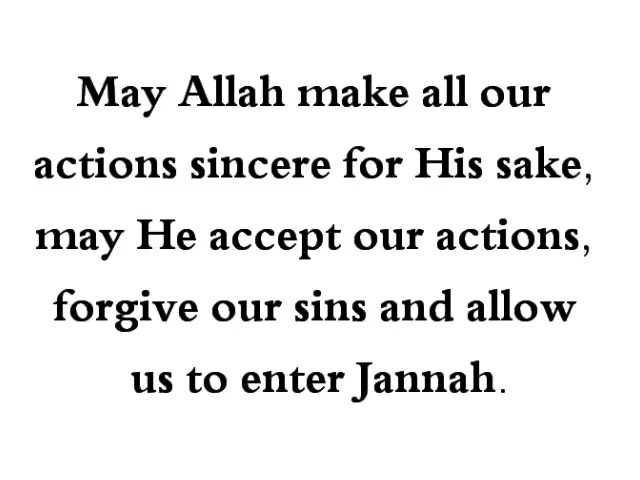 May Allah make all our
actions sincere for His sake,
may He accept our actions,
forgive our sins and allow
us to enter Jannah.